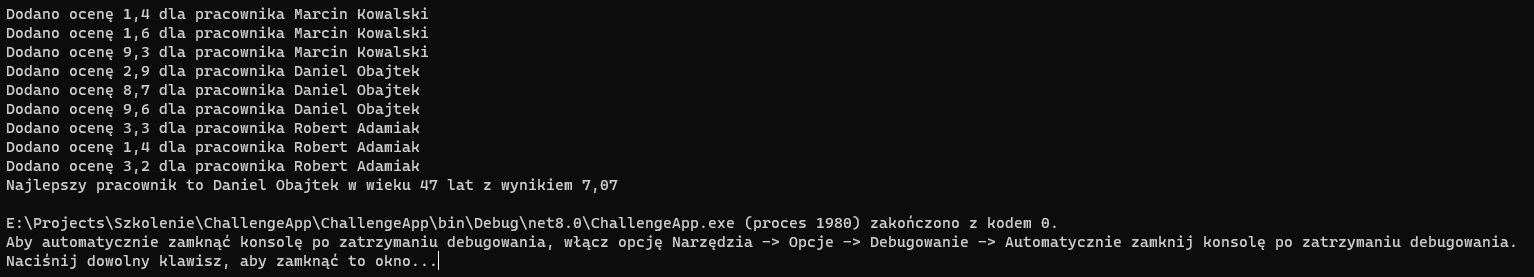 Dodano ocenę 1,4 dla pracownika Marcin Kowalski
Dodano ocenę 1,6 dla pracownika Marcin Kowalski
Dodano ocenę 9,3 dla pracownika Marcin Kowalski
Dodano ocenę 2,9 dla pracownika Daniel Obajtek
Dodano ocenę 8,7 dla pracownika Daniel Obajtek
Dodano ocenę 9,6 dla pracownika Daniel Obajtek
Dodano ocenę 3,3 dla pracownika Robert Adamiak
Dodano ocenę 1,4 dla pracownika Robert Adamiak
Dodano ocenę 3,2 dla pracownika Robert Adamiak
Najlepszy pracownik to Daniel Obajtek w wieku 47 lat z wynikiem 7,07
E:\Projects\Szkolenie\ChallengeApp\ChallengeApp\bin\Debug\net8.0\ChallengeApp.exe (proces 1980) zakończono z kodem 0.
Aby automatycznie zamknąć konsolę po zatrzymaniu debugowania, włącz opcję Narzędzia -> Opcje -> Debugowanie -> Automatycznie zamknij konsolę po zatrzymaniu debugowania.
Naciśnij dowolny klawisz, aby zamknąć to okno...